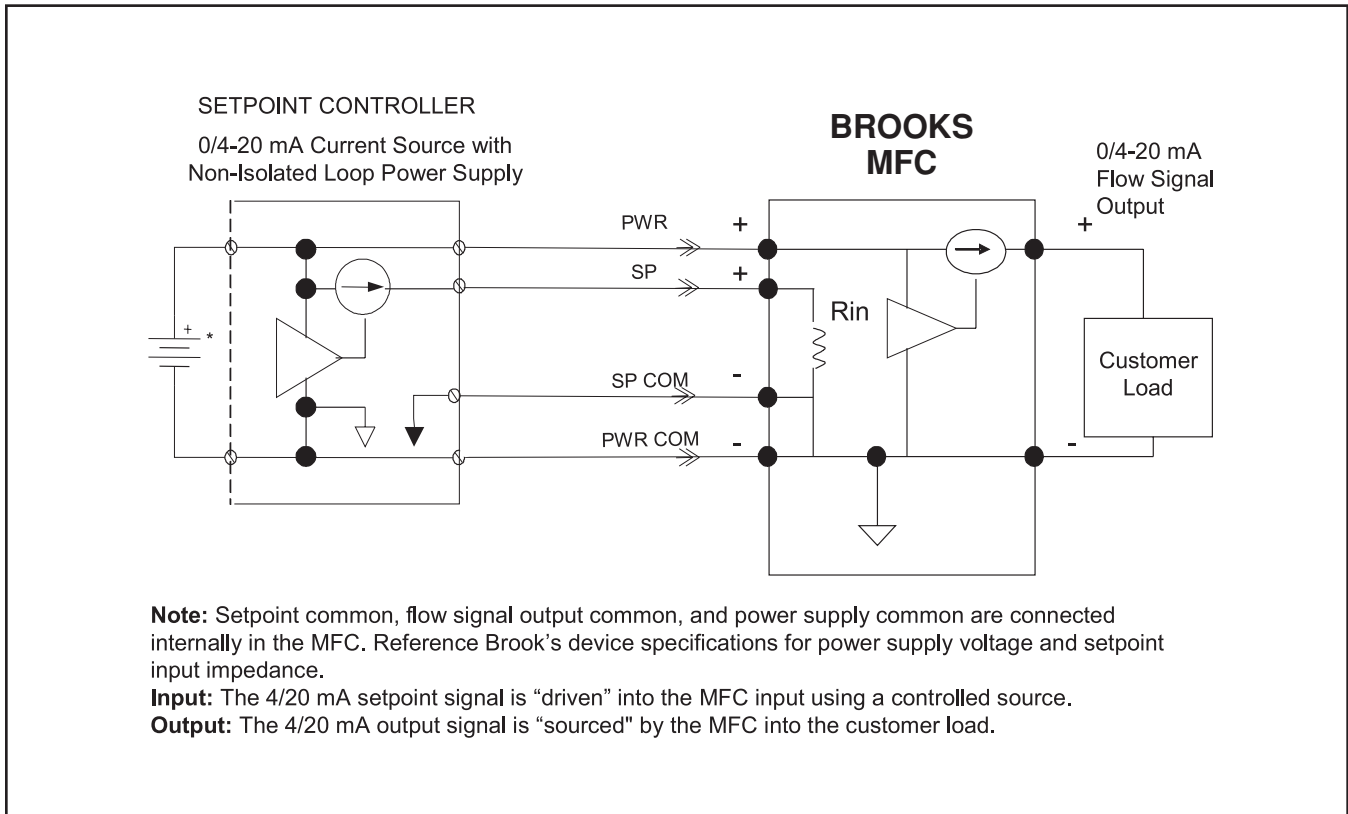 SETPOINT CONTROLLER
0/4-20 mA Current Source with
Non-Isolated Loop Power Supply
BROOKS
MFC
0/4-20 mA
Flow Signal
Output
PWR
+
+
SP
+
Rin
+
*
Customer
Load
SP COM
-
PWR COM
-
-
Note: Setpoint common, flow signal output common, and power supply common are connected
internally in the MFC. Reference Brook's device specifications for power supply voltage and setpoint
input impedance.
Input: The 4/20 mA setpoint signal is “driven” into the MFC input using a controlled source.
Output: The 4/20 mA output signal is “sourced" by the MFC into the customer load.